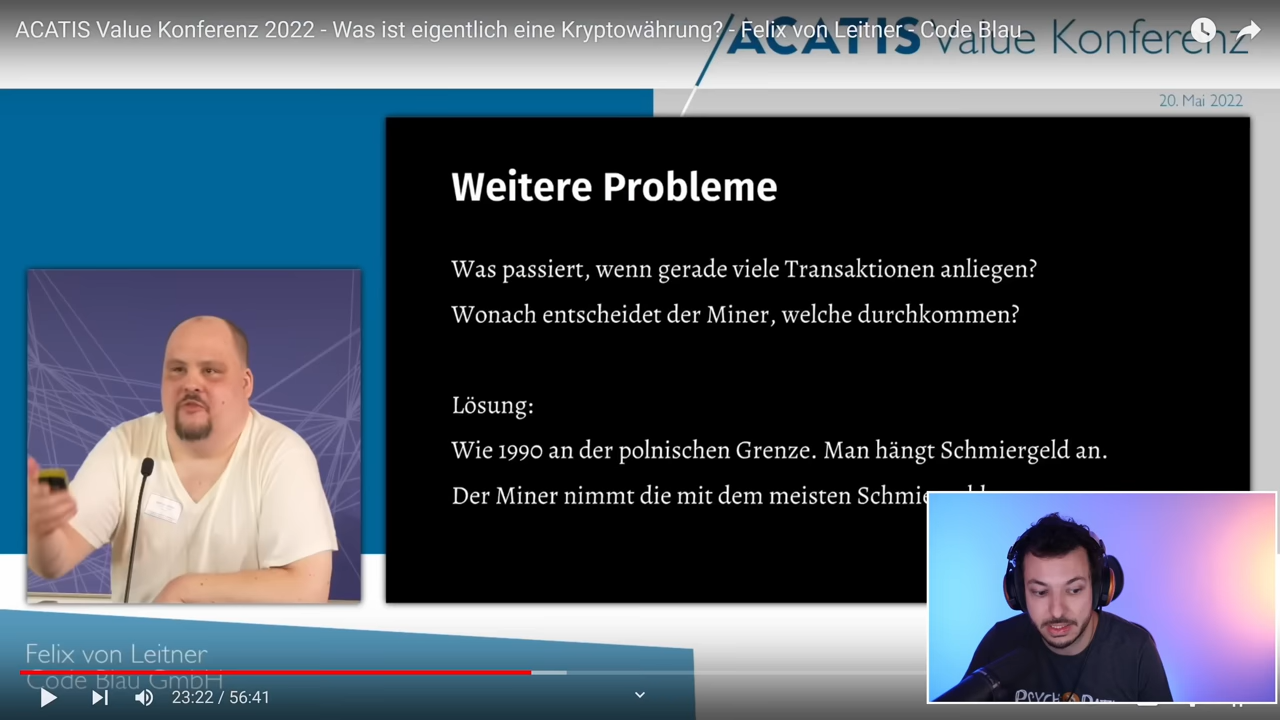 ACATIS Value Konferenz 2022 - Was ist eigentlich eine Kryptowährung? - Felix von Leitner - Code Blau
ACATIS Value Konferenz
20. Mai 2022
Weitere Probleme
Was passiert, wenn gerade viele Transaktionen anliegen?
Wonach entscheidet der Miner, welche durchkommen?
Lösung:
Wie 1990 an der polnischen Grenze. Man hängt Schmiergeld an.
Der Miner nimmt die mit dem meisten
Felix von Leitner
Code Blau GmbH
23:22 / 56:41